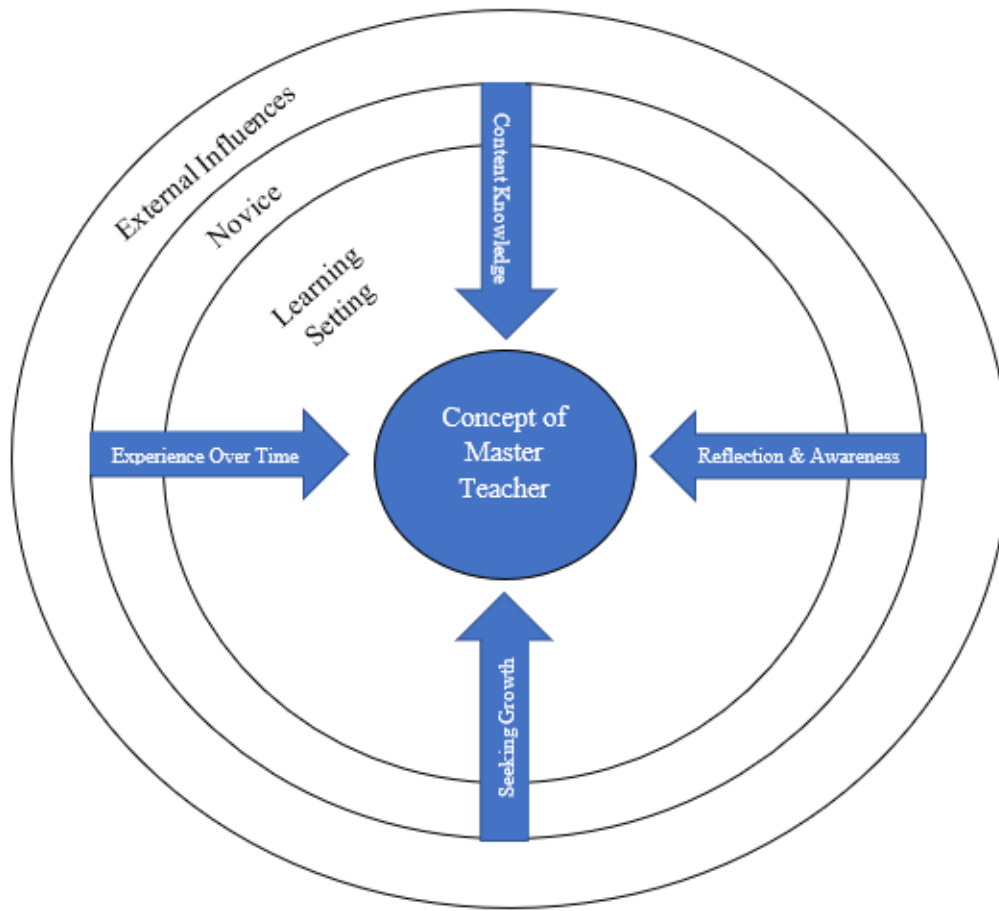 External Influences
Novice
Learning
Setting
Content Knowledge
Concept of
Master
Teacher
Experience Over Time
Reflection & Awareness
Seeking Growth